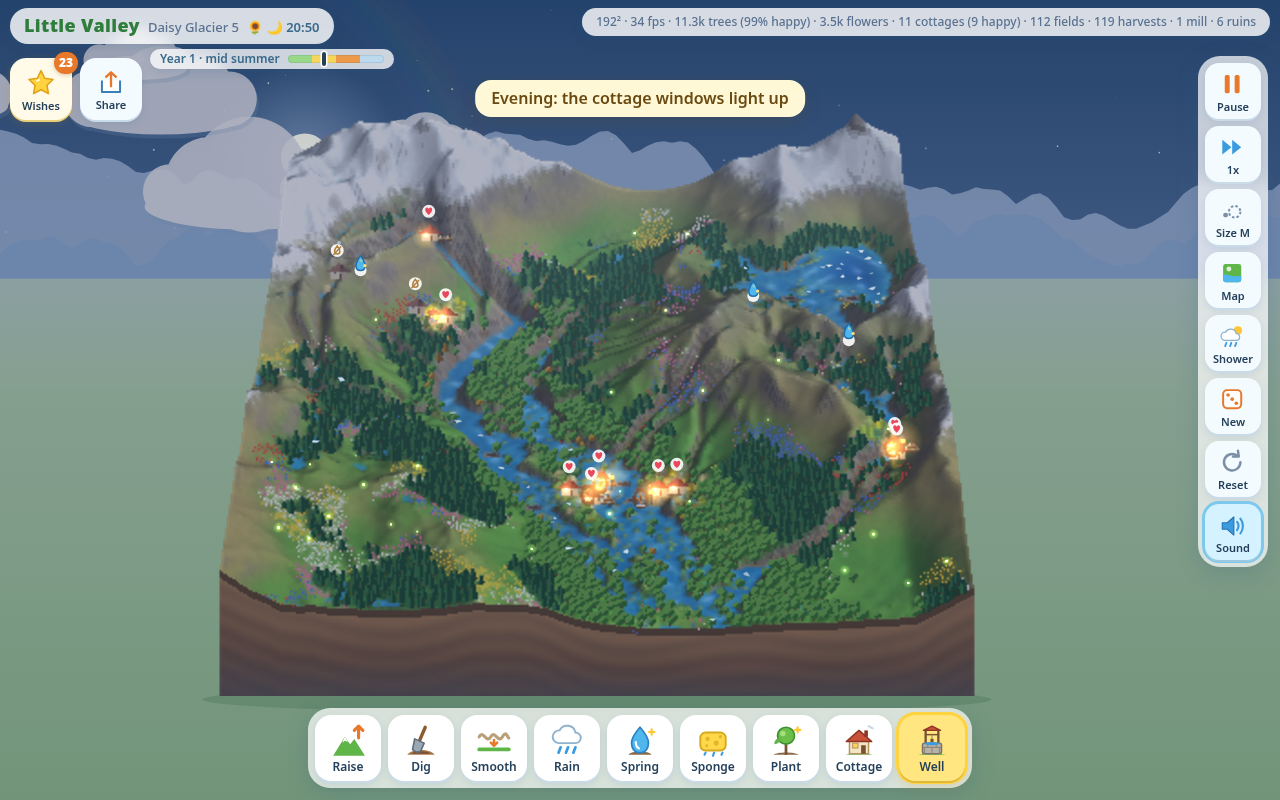 Little Valley Daisy Glacier 5 20:50
192² · 34 fps · 11.3k trees (99% happy) · 3.5k flowers · 11 cottages (9 happy) · 112 fields · 119 harvests · 1 mill · 6 ruins
Year 1 · mid summer
23
Wishes
Share
Evening: the cottage windows light up
Pause
1x
Size M
Map
Shower
New
Reset
Sound
Raise
Dig
Smooth
Rain
Spring
Sponge
Plant
Cottage
Well